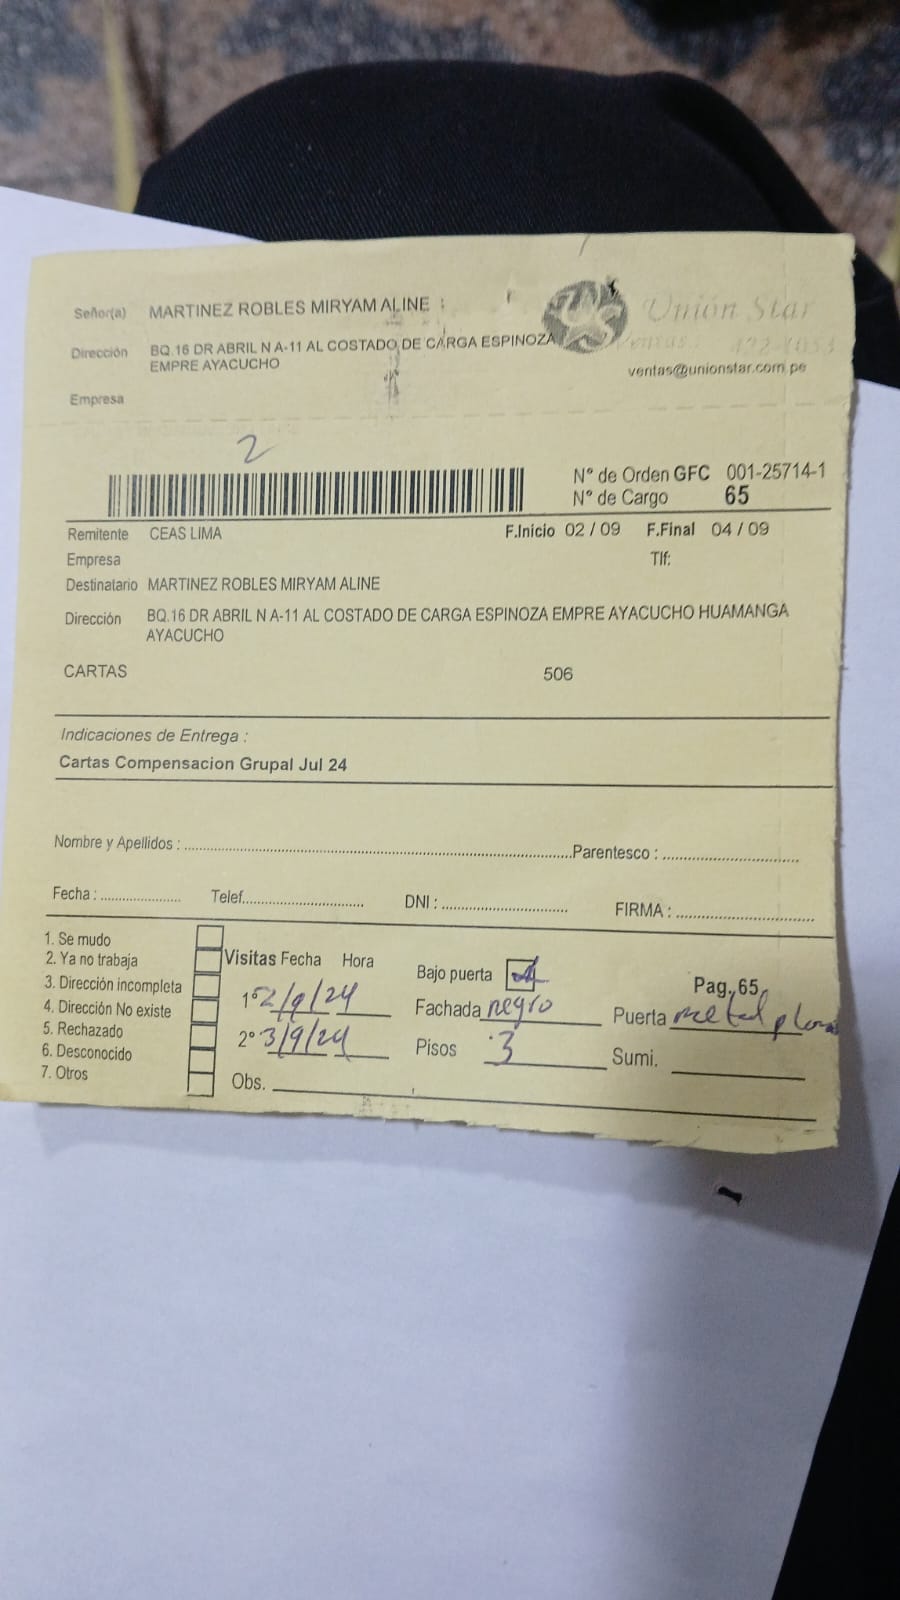 Señor(a) MARTINEZ ROBLES MIRYAM ALINE
Unión Star
Dirección BQ.16 DR ABRIL N A-11 AL COSTADO DE CARGA ESPINOZA
EMPRE AYACUCHO
ventas@unionstar.com.pe
Empresa
2
N° de Orden GFC 001-25714-1
N° de Cargo 65
Remitente CEAS LIMA F.Inicio 02 / 09 F.Final 04 / 09
Empresa Tlf:
Destinatario MARTINEZ ROBLES MIRYAM ALINE
Dirección BQ.16 DR ABRIL N A-11 AL COSTADO DE CARGA ESPINOZA EMPRE AYACUCHO HUAMANGA
AYACUCHO
CARTAS 506
Indicaciones de Entrega :
Cartas Compensacion Grupal Jul 24
Nombre y Apellidos : Parentesco :
Fecha : Telef. DNI : FIRMA :
1. Se mudo
2. Ya no trabaja
3. Dirección incompleta
4. Dirección No existe
5. Rechazado
6. Desconocido
7. Otros
Visitas Fecha Hora
1° 2/9/24
2° 3/9/24
Obs.
Bajo puerta
Fachada negro
Pisos 3
Pag. 65
Puerta metal
Sumi.